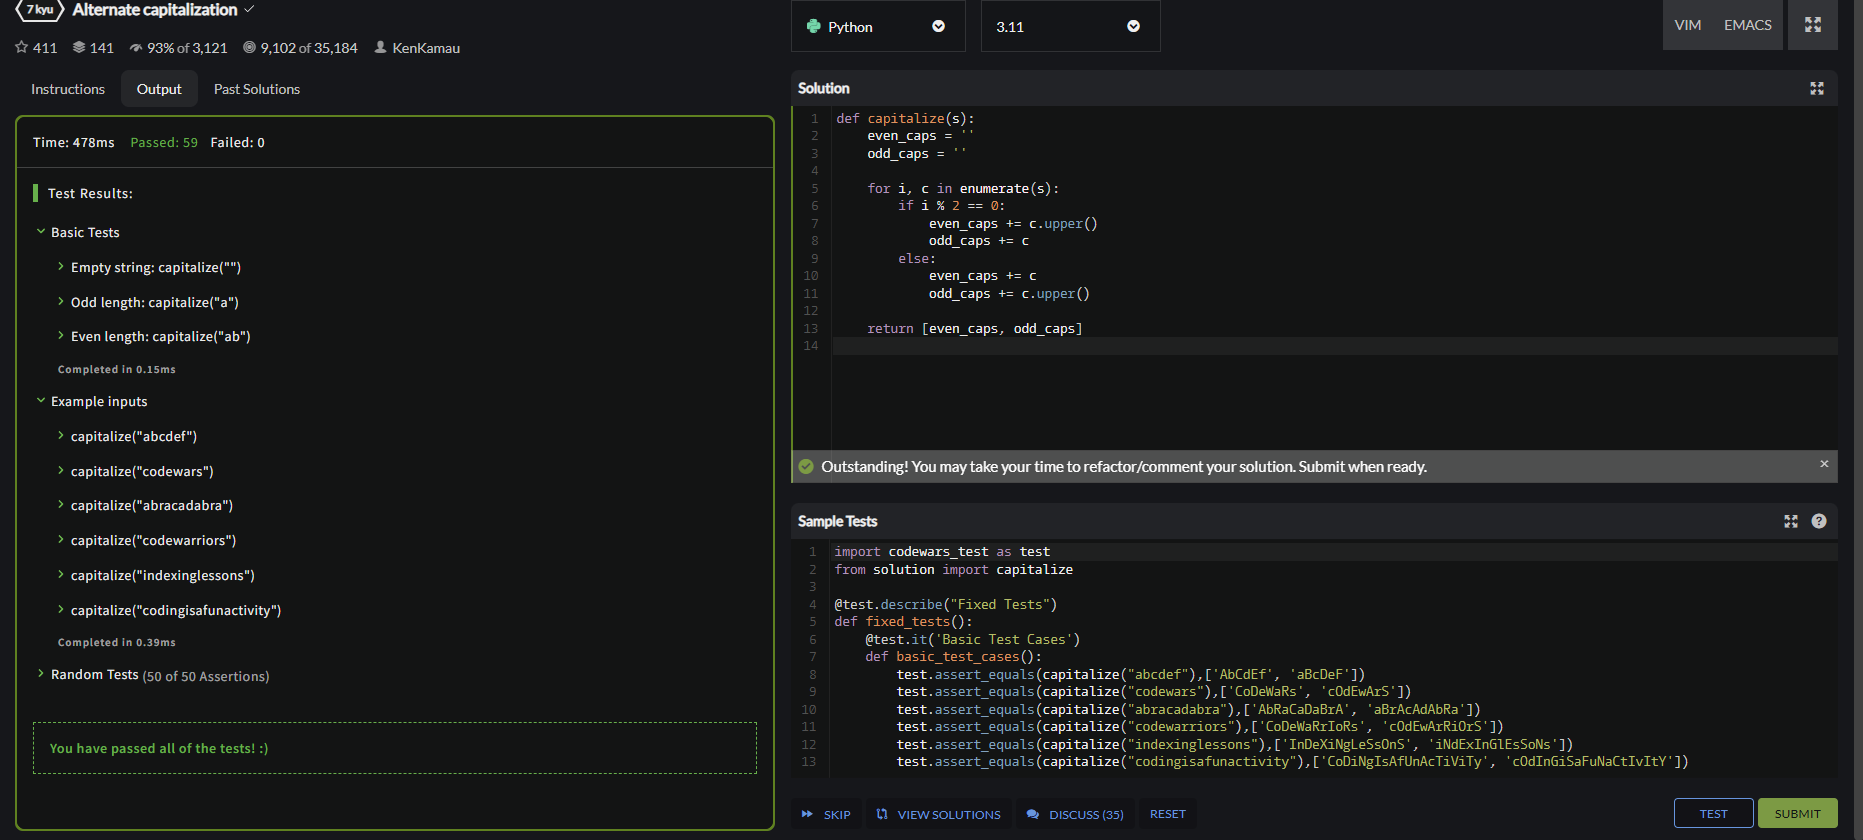 7 kyu Alternate capitalization
411 141 93% of 3,121 9,102 of 35,184 KenKamau
Instructions Output Past Solutions
Time: 478ms Passed: 59 Failed: 0
Test Results:
Basic Tests
Empty string: capitalize("")
Odd length: capitalize("a")
Even length: capitalize("ab")
Completed in 0.15ms
Example inputs
capitalize("abcdef")
capitalize("codewars")
capitalize("abracadabra")
capitalize("codewarriors")
capitalize("indexinglessons")
capitalize("codingisafunactivity")
Completed in 0.39ms
Random Tests (50 of 50 Assertions)
You have passed all of the tests! :)
Python 3.11 VIM EMACS
Solution
1 def capitalize(s):
2     even_caps = ''
3     odd_caps = ''
4
5     for i, c in enumerate(s):
6         if i % 2 == 0:
7             even_caps += c.upper()
8             odd_caps += c
9         else:
10             even_caps += c
11             odd_caps += c.upper()
12
13     return [even_caps, odd_caps]
14
Outstanding! You may take your time to refactor/comment your solution. Submit when ready. ×
Sample Tests ?
1 import codewars_test as test
2 from solution import capitalize
3
4 @test.describe("Fixed Tests")
5 def fixed_tests():
6     @test.it('Basic Test Cases')
7     def basic_test_cases():
8         test.assert_equals(capitalize("abcdef"),['AbCdEf', 'aBcDeF'])
9         test.assert_equals(capitalize("codewars"),['CoDeWaRs', 'cOdEwArS'])
10         test.assert_equals(capitalize("abracadabra"),['AbRaCaDaBrA', 'aBrAcAdAbRa'])
11         test.assert_equals(capitalize("codewarriors"),['CoDeWaRrIoRs', 'cOdEwArRiOrS'])
12         test.assert_equals(capitalize("indexinglessons"),['InDeXiNgLeSsOnS', 'iNdExInGlEsSoNs'])
13         test.assert_equals(capitalize("codingisafunactivity"),['CoDiNgIsAfUnAcTiViTy', 'cOdInGiSaFuNaCtIvItY'])
SKIP VIEW SOLUTIONS DISCUSS (35) RESET TEST SUBMIT